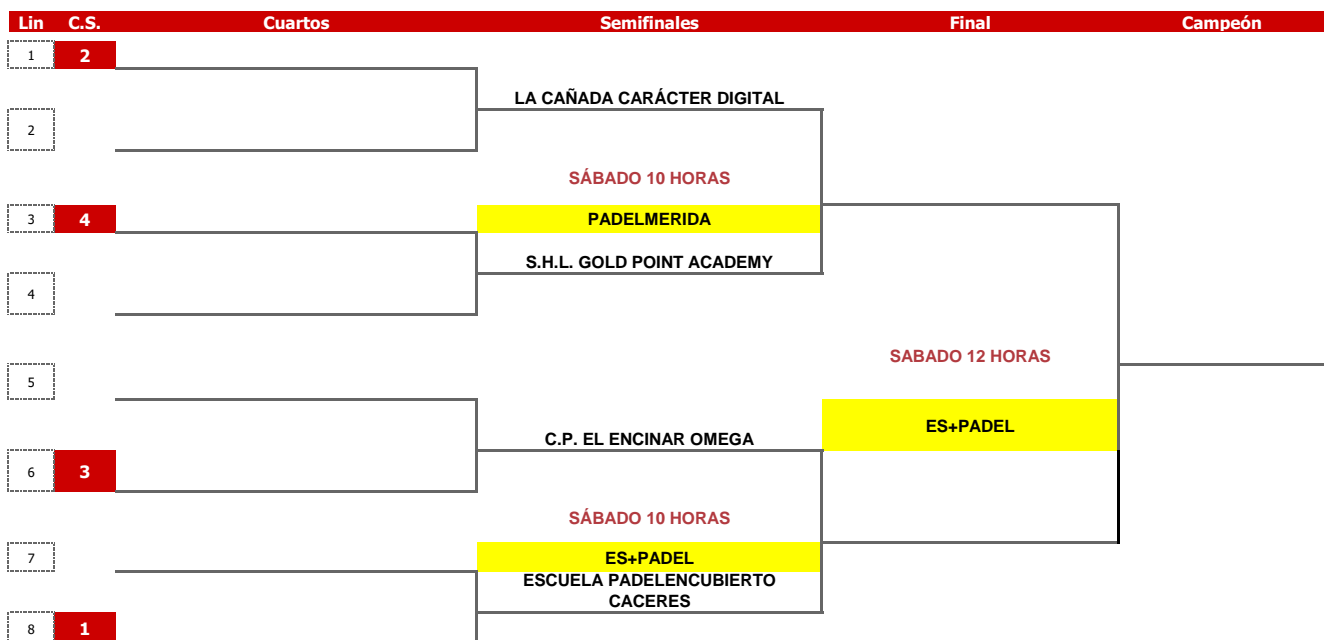 Lin C.S. Cuartos Semifinales Final Campeón
1 2
LA CAÑADA CARÁCTER DIGITAL
2
SÁBADO 10 HORAS
3 4 PADELMERIDA
S.H.L. GOLD POINT ACADEMY
4
SABADO 12 HORAS
5
ES+PADEL
C.P. EL ENCINAR OMEGA
6 3
SÁBADO 10 HORAS
7 ES+PADEL
ESCUELA PADELENCUBIERTO
CACERES
8 1